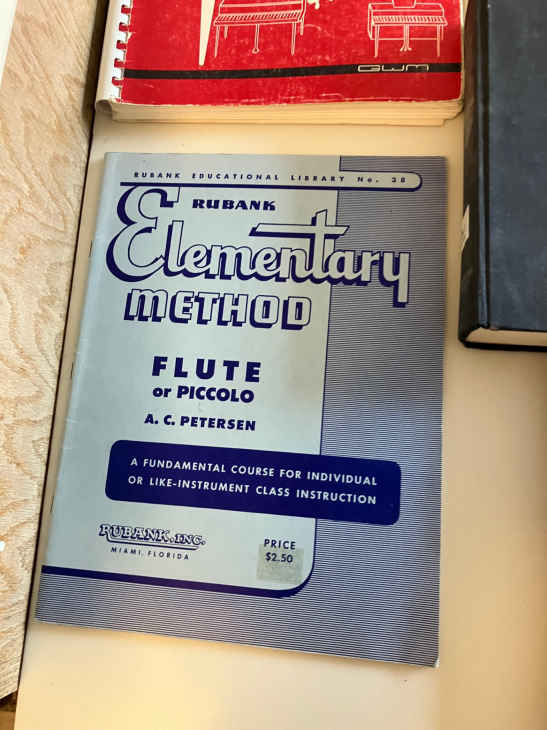 GWM
RUBANK EDUCATIONAL LIBRARY No. 38
RUBANK
Elementary
METHOD
FLUTE
or PICCOLO
A. C. PETERSEN
A FUNDAMENTAL COURSE FOR INDIVIDUAL
OR LIKE-INSTRUMENT CLASS INSTRUCTION
RUBANK, INC.
MIAMI, FLORIDA
PRICE
$2.50